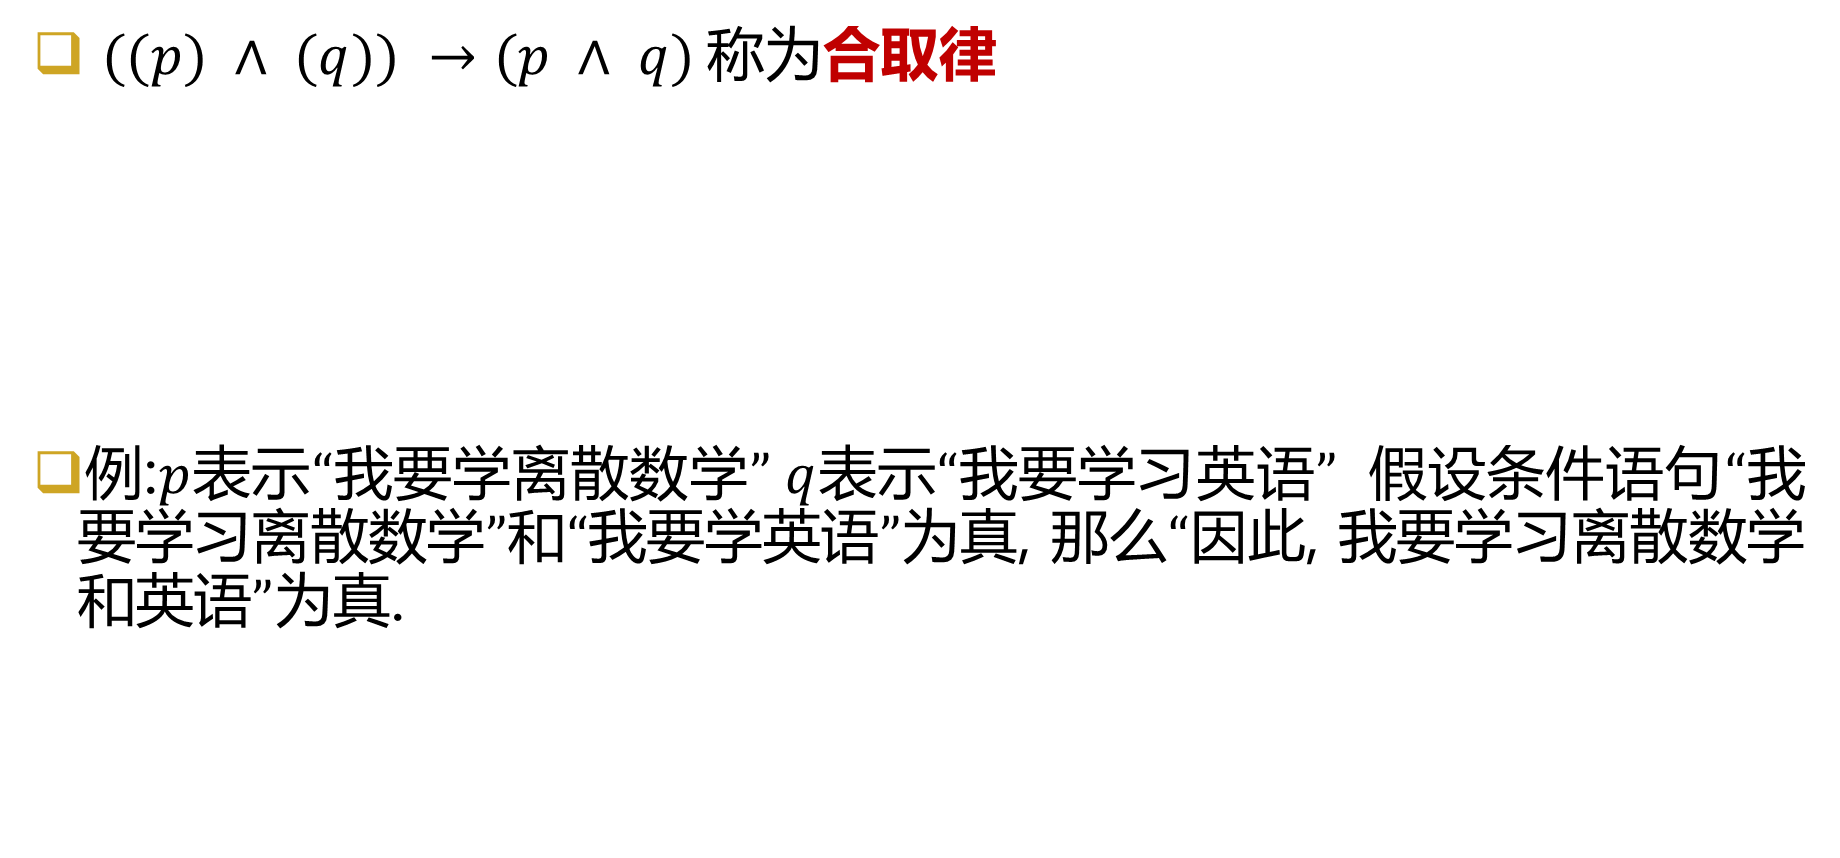 ((p) ∧ (q)) → (p ∧ q) 称为合取律
例:p表示“我要学离散数学” q表示“我要学习英语” 假设条件语句“我
要学习离散数学”和“我要学英语”为真, 那么“因此, 我要学习离散数学
和英语”为真.